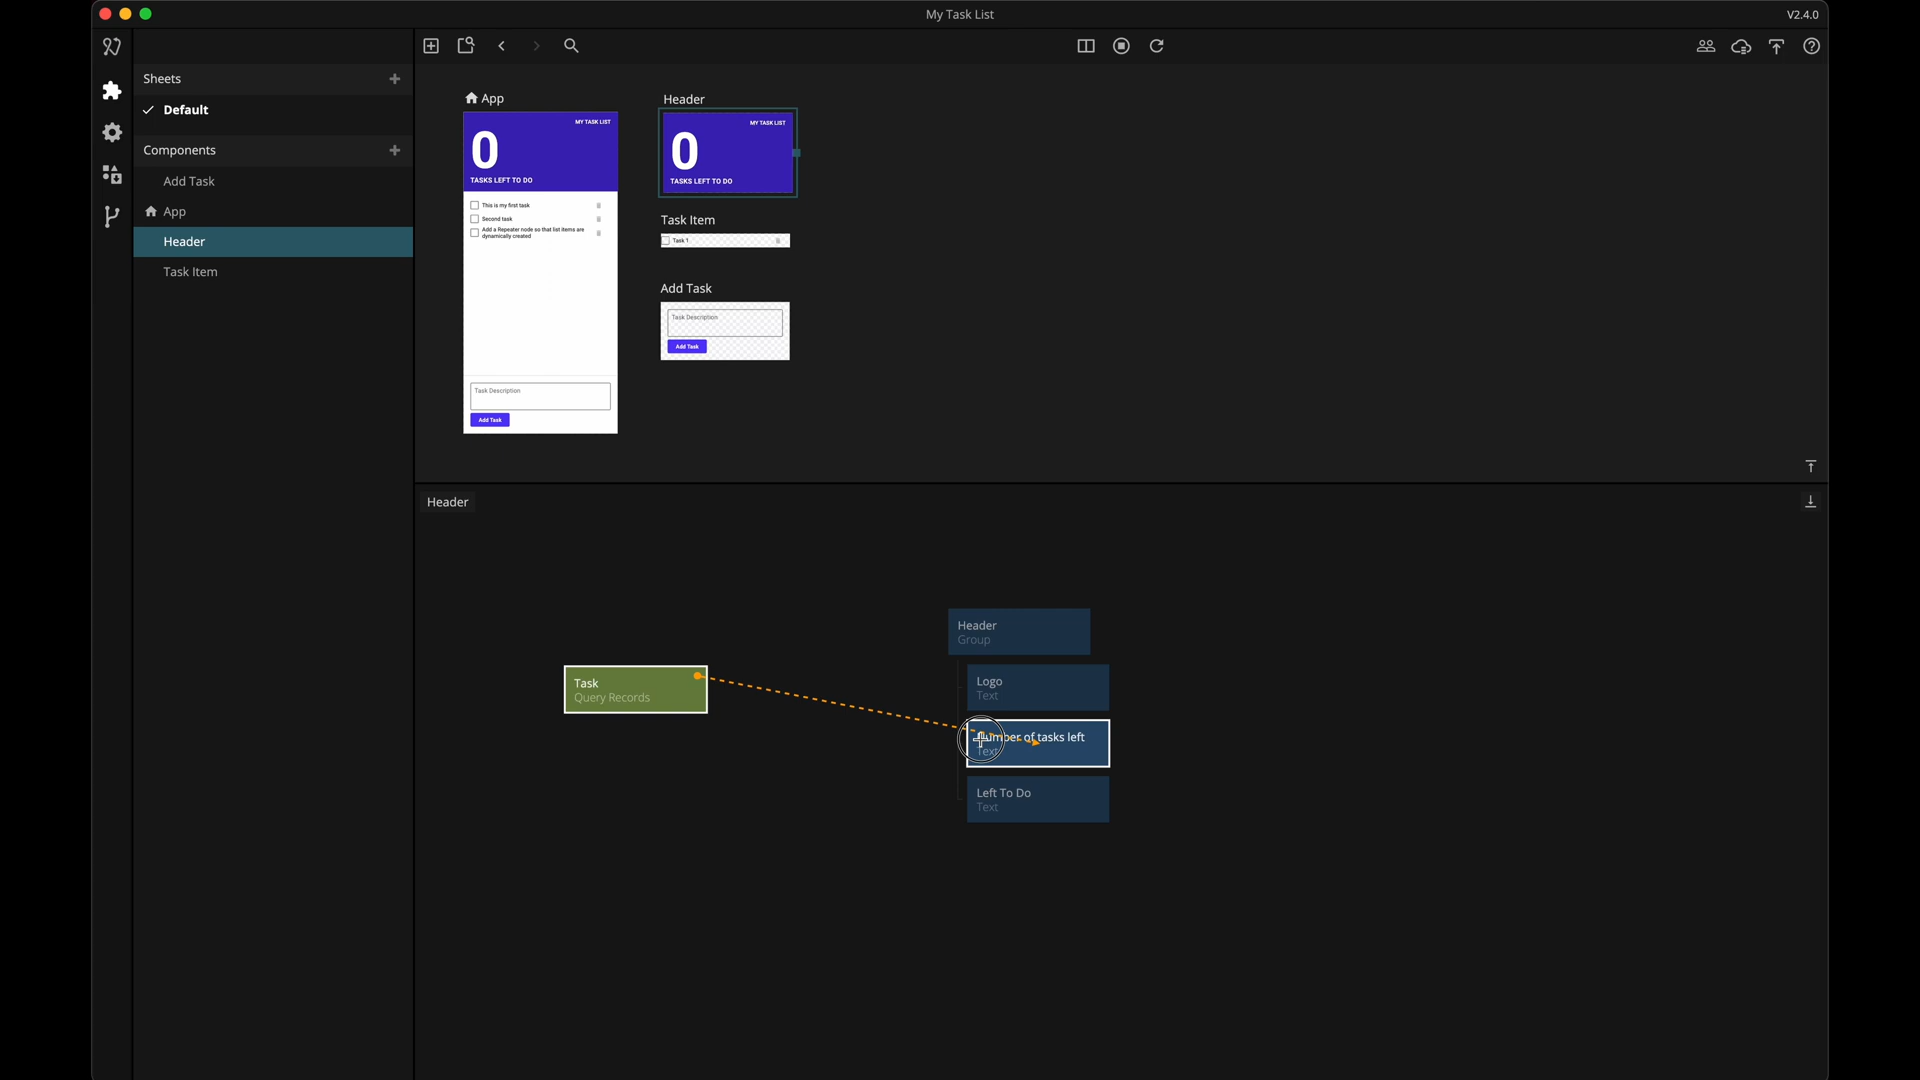 My Task List
V2.4.0
Sheets
Default
Components
Add Task
App
Header
Task Item
App
MY TASK LIST
0
TASKS LEFT TO DO
This is my first task
Second task
Add a Repeater node so that list items are
dynamically created
Task Description
Add Task
Header
MY TASK LIST
0
TASKS LEFT TO DO
Task Item
Task 1
Add Task
Task Description
Add Task
Header
Task
Query Records
Header
Group
Logo
Text
Number of tasks left
Text
Left To Do
Text